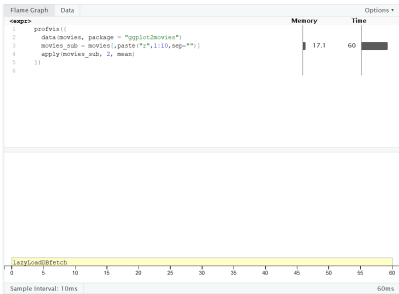 Flame Graph Data Options ▾
<expr> Memory Time
1 profvis({
2 data(movies, package = "ggplot2movies") 17.1 60
3 movies_sub = movies[,paste("r",1:10,sep="")]
4 apply(movies_sub, 2, mean)
5 })
6
lazyLoadDBfetch
0 5 10 15 20 25 30 35 40 45 50 55 60
Sample Interval: 10ms 60ms